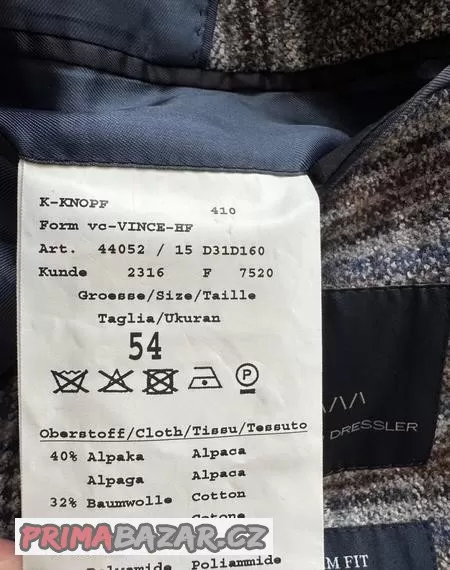 K-KNOPF 410
Form vc-VINCE-HF
Art. 44052 / 15 D31D160
Kunde 2316 F 7520
Groesse/Size/Taille
Taglia/Ukuran
54
P
Oberstoff/Cloth/Tissu/Tessuto
40% Alpaka Alpaca
Alpaga Alpaca
32% Baumwolle Cotton
PRIMABAZAR.CZ
Poliammide
DRESSLER
M FIT